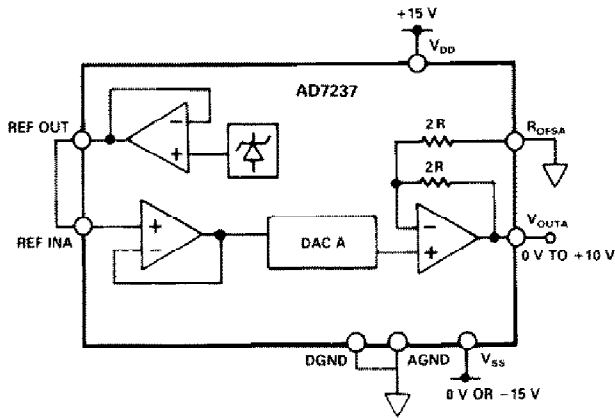 +15 V
V_DD
AD7237
REF OUT
2R
R_OFSA
2R
V_OUTA
REF INA
DAC A
0 V TO +10 V
DGND
AGND
V_SS
0 V OR −15 V